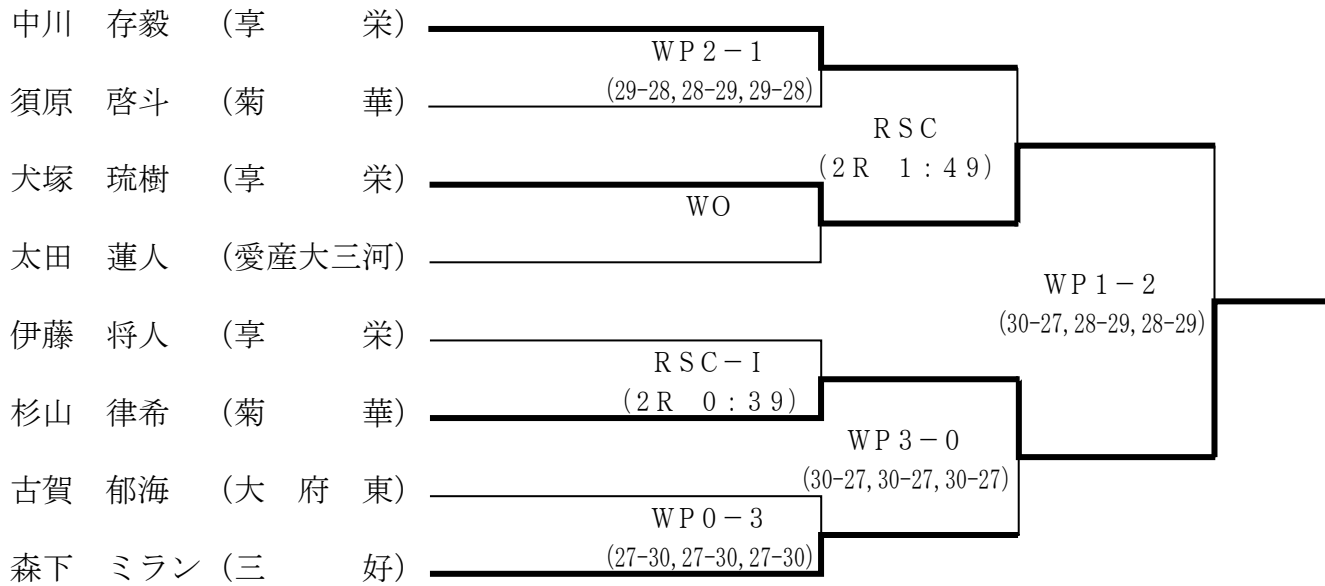 中川 存毅 (享 栄)
WP2-1
(29-28, 28-29, 29-28)
須原 啓斗 (菊 華)
RSC
(2R 1:49)
犬塚 琉樹 (享 栄)
WO
太田 蓮人 (愛産大三河)
WP1-2
(30-27, 28-29, 28-29)
伊藤 将人 (享 栄)
RSC-I
(2R 0:39)
杉山 律希 (菊 華)
WP3-0
(30-27, 30-27, 30-27)
古賀 郁海 (大 府 東)
WP0-3
(27-30, 27-30, 27-30)
森下 ミラン (三 好)